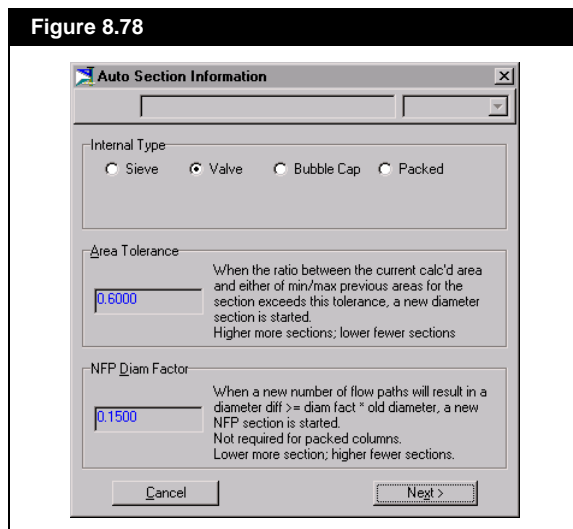 Figure 8.78
Auto Section Information
Internal Type
Sieve Valve Bubble Cap Packed
Area Tolerance
0.6000
When the ratio between the current calc'd area
and either of min/max previous areas for the
section exceeds this tolerance, a new diameter
section is started.
Higher more sections; lower fewer sections
NFP Diam Factor
0.1500
When a new number of flow paths will result in a
diameter diff >= diam fact * old diameter, a new
NFP section is started.
Not required for packed columns.
Lower more section; higher fewer sections.
Cancel Next >